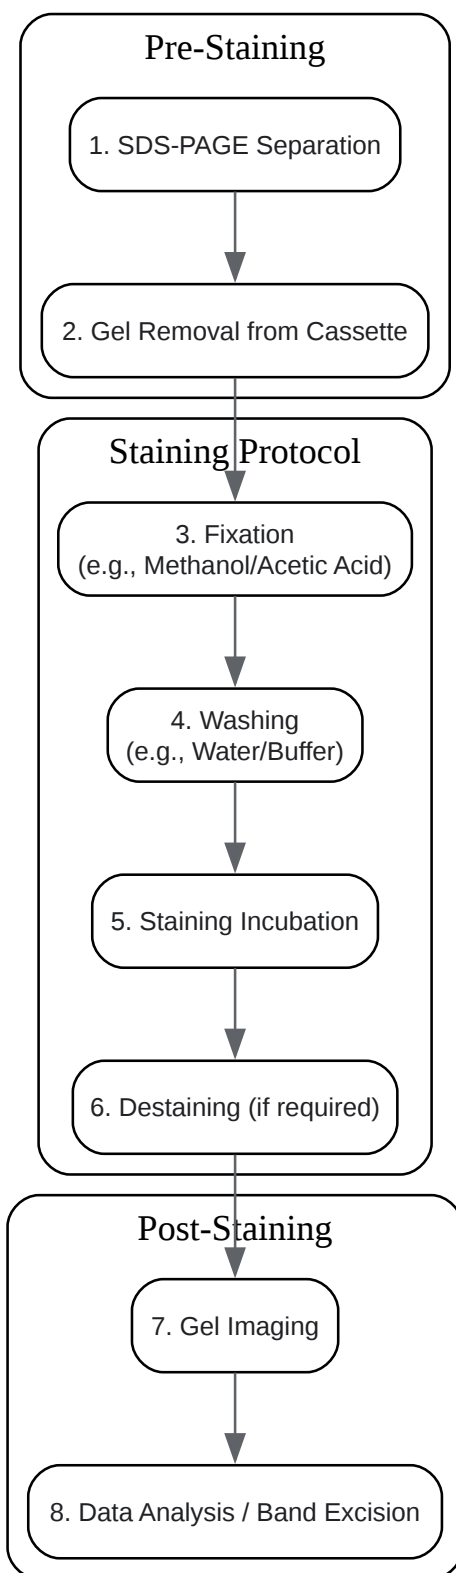 Pre-Staining
1. SDS-PAGE Separation
2. Gel Removal from Cassette
Staining Protocol
3. Fixation
(e.g., Methanol/Acetic Acid)
4. Washing
(e.g., Water/Buffer)
5. Staining Incubation
6. Destaining (if required)
Post-Staining
7. Gel Imaging
8. Data Analysis / Band Excision